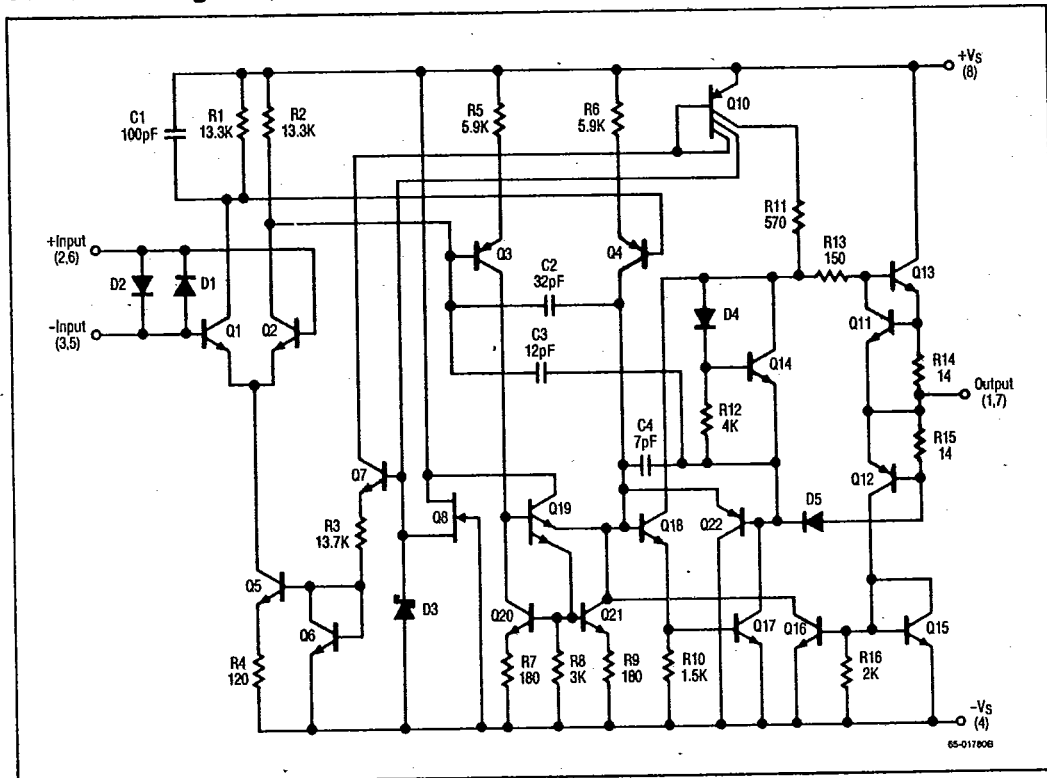 +VS
(8)
Q10
C1
100pF
R1
13.3K
R2
13.3K
R5
5.9K
R6
5.9K
R11
570
R13
150
Q13
+Input
(2,6)
D2
D1
Q3
Q4
C2
32pF
-Input
(3,5)
Q1
Q2
D4
Q11
C3
12pF
Q14
R14
14
Output
(1,7)
R12
4K
R15
14
C4
7pF
Q12
Q7
Q8
Q19
Q18
Q22
D5
R3
13.7K
Q5
Q6
D3
Q20
Q21
Q17
Q16
Q15
R4
120
R7
180
R8
3K
R9
180
R10
1.5K
R16
2K
-VS
(4)
65-01780B